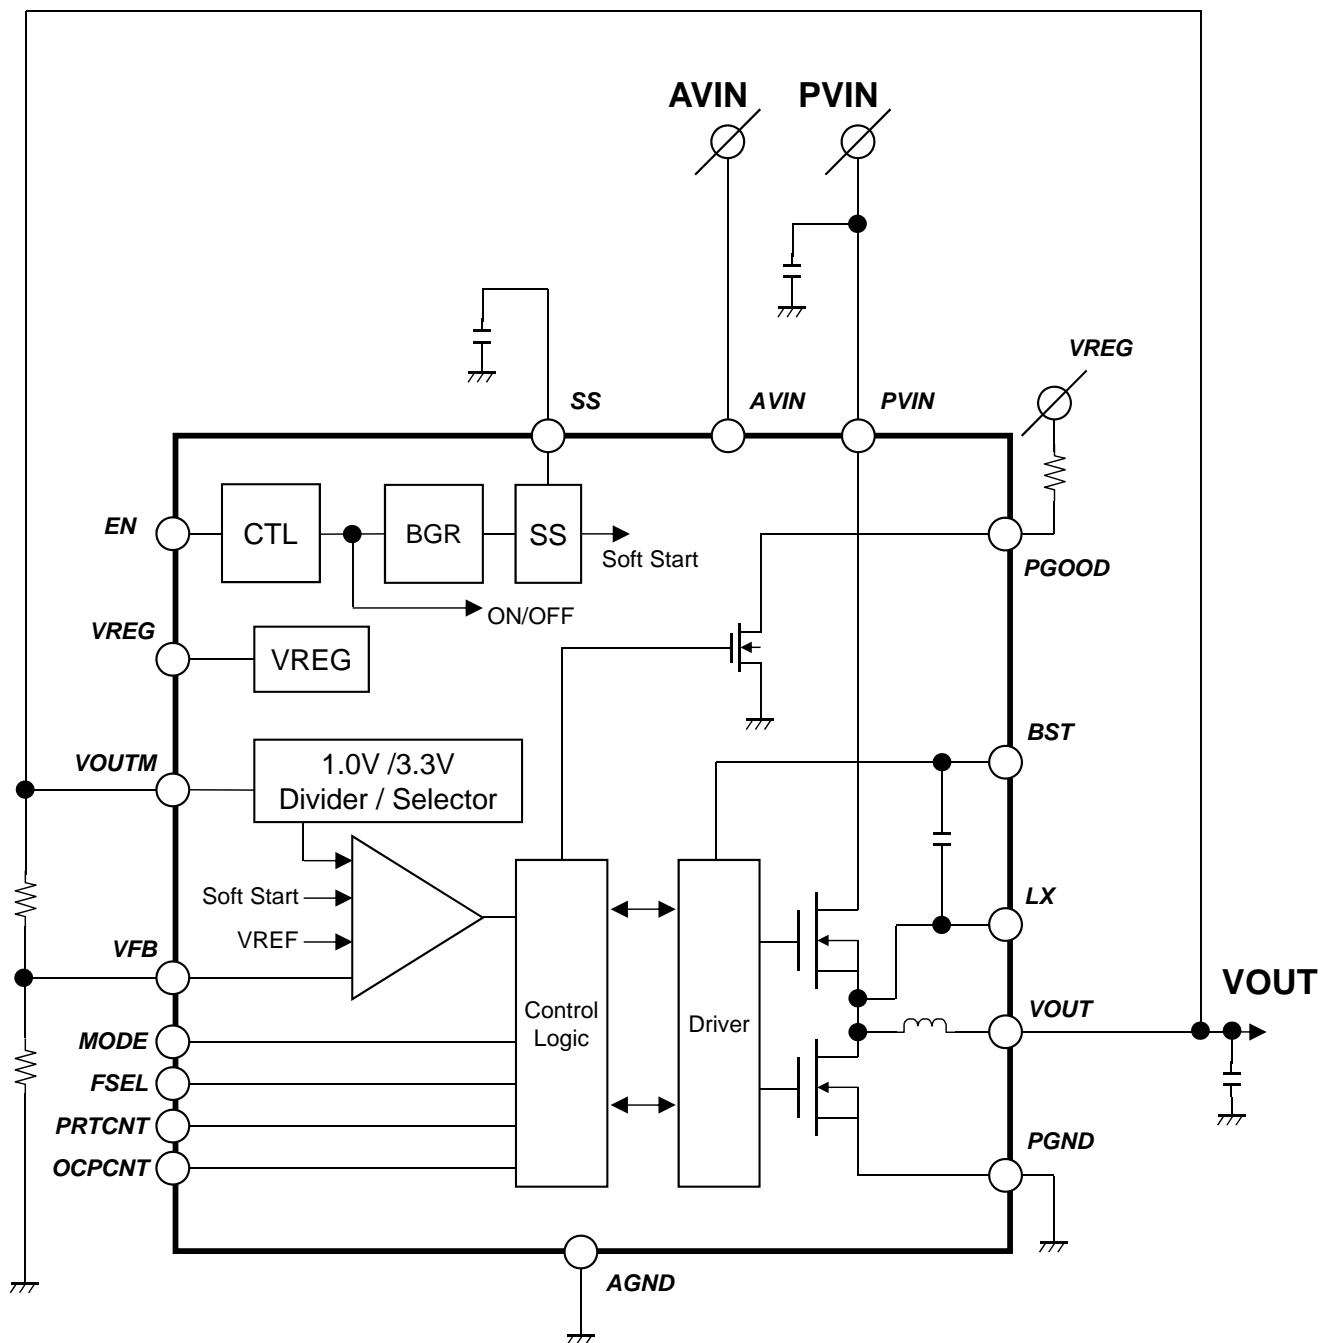 AVIN PVIN
VREG
SS AVIN PVIN
EN CTL BGR SS
Soft Start
PGOOD
ON/OFF
VREG VREG
BST
VOUTM 1.0V /3.3V
Divider / Selector
Soft Start
LX
VREF
VFB
VOUT
VOUT
Control
Logic
Driver
MODE
FSEL
PRTCNT
PGND
OCPCNT
AGND